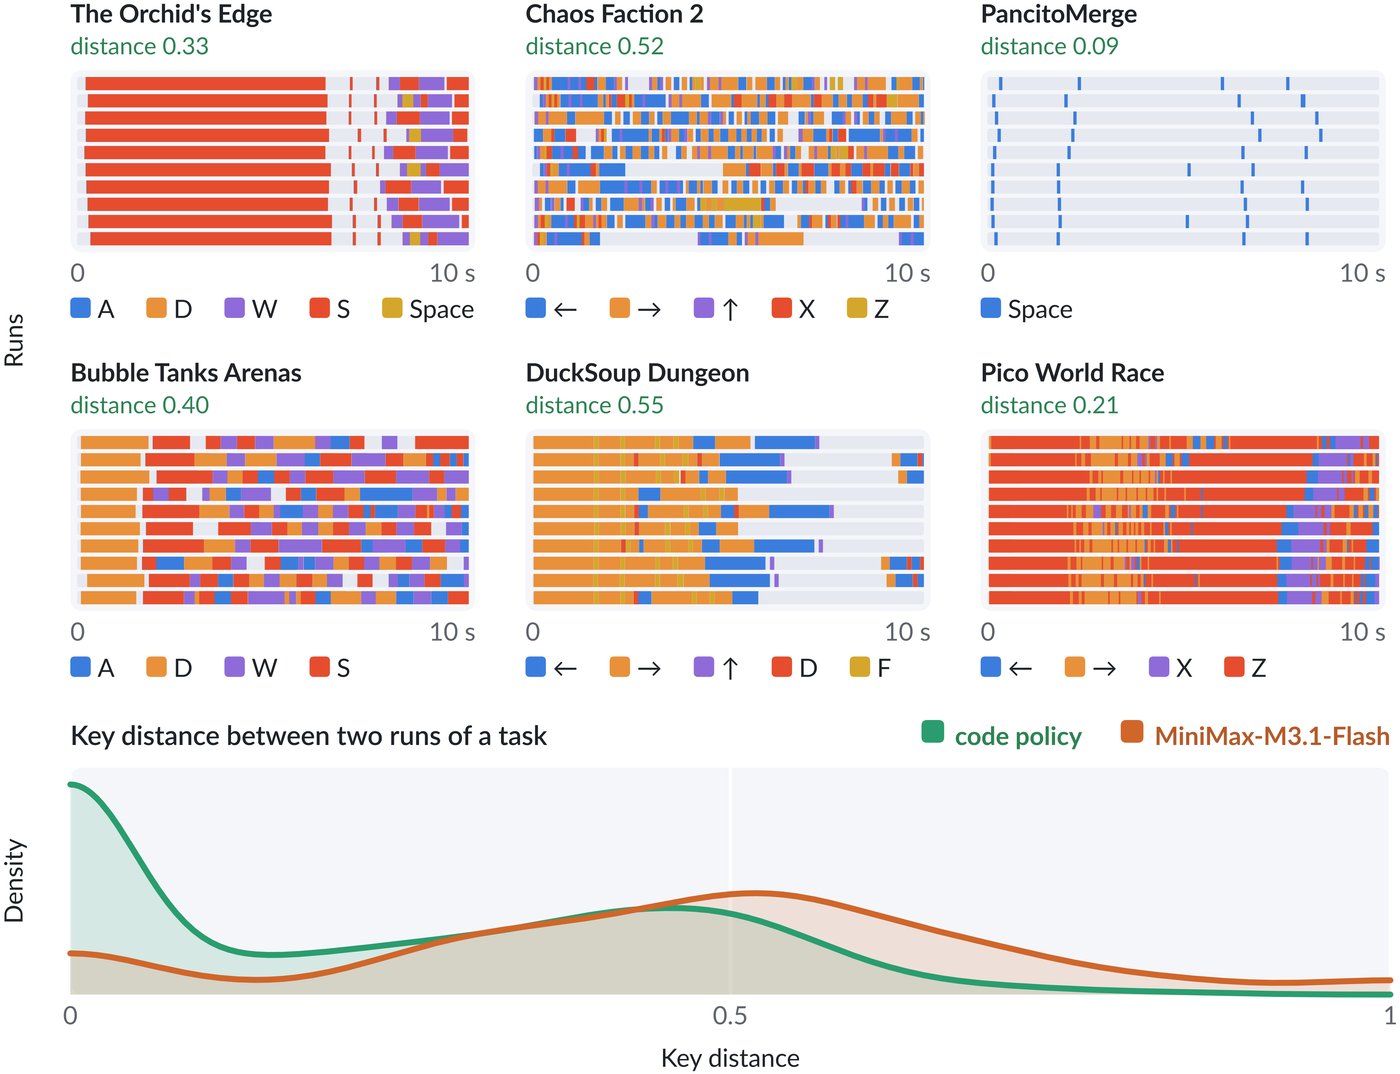 The Orchid's Edge
distance 0.33
Chaos Faction 2
distance 0.52
PancitoMerge
distance 0.09
Runs
0 10 s
A D W S Space
0 10 s
← → ↑ X Z
0 10 s
Space
Bubble Tanks Arenas
distance 0.40
DuckSoup Dungeon
distance 0.55
Pico World Race
distance 0.21
0 10 s
A D W S
0 10 s
← → ↑ D F
0 10 s
← → X Z
Key distance between two runs of a task
code policy MiniMax-M3.1-Flash
Density
0 0.5 1
Key distance